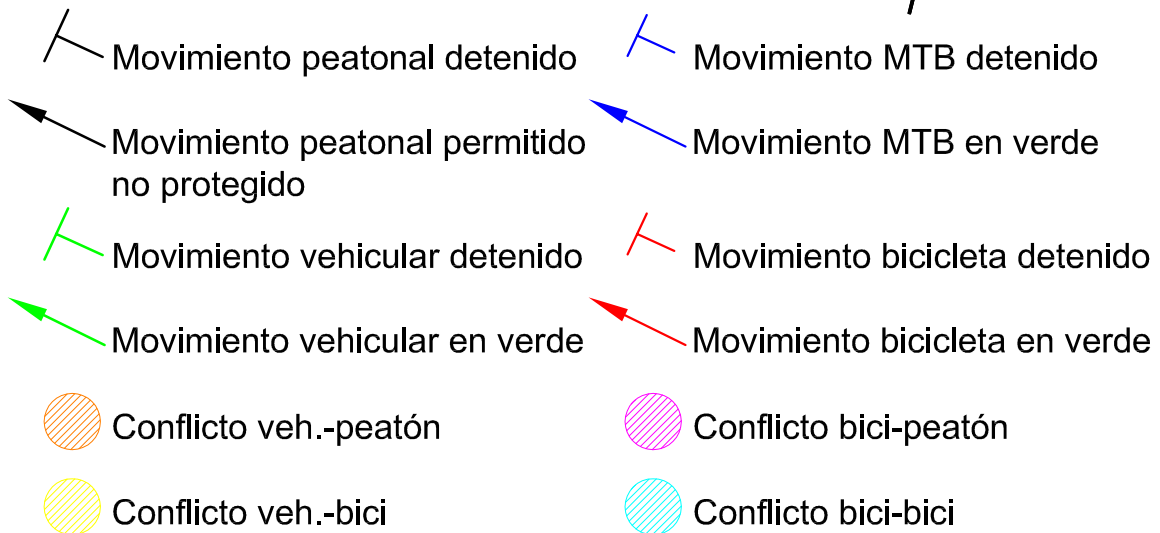 Movimiento peatonal detenido
Movimiento peatonal permitido
no protegido
Movimiento vehicular detenido
Movimiento vehicular en verde
Conflicto veh.-peatón
Conflicto veh.-bici
Movimiento MTB detenido
Movimiento MTB en verde
Movimiento bicicleta detenido
Movimiento bicicleta en verde
Conflicto bici-peatón
Conflicto bici-bici